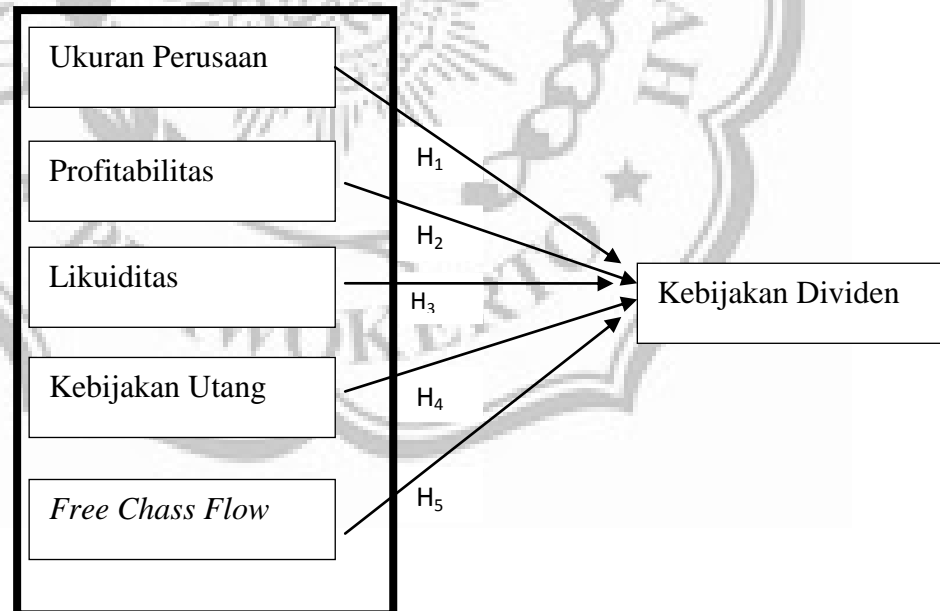 Ukuran Perusaan
H1
Profitabilitas
H2
Likuiditas
H3
Kebijakan Dividen
Kebijakan Utang
H4
Free Chass Flow
H5